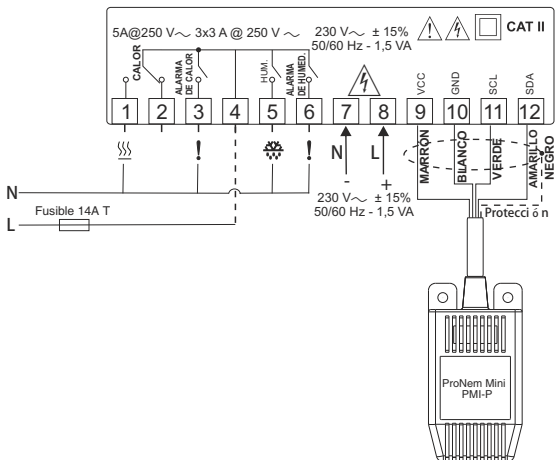 5A@250 V~ 3x3 A @ 250 V ~
230 V~ ± 15%
50/60 Hz - 1,5 VA
CAT II
CALOR
ALARMA
DE CALOR
HUM.
ALARMA
DE HUMED.
VCC
GND
SCL
SDA
1 2 3 4 5 6 7 8 9 10 11 12
! !
N L
- +
230 V~ ± 15%
50/60 Hz - 1,5 VA
MARRÓN
BLANCO
VERDE
AMARILLO
NEGRO
N
L
Fusible 14A T
Protecci ó n
ProNem Mini
PMI-P